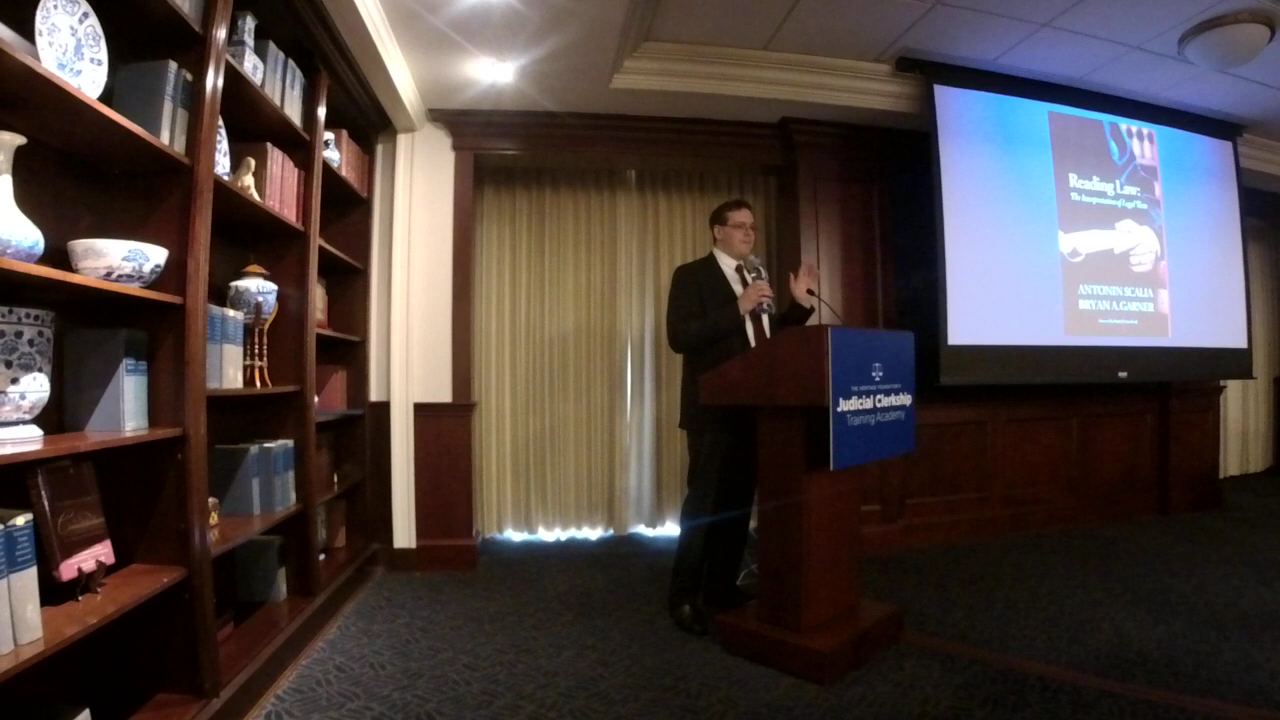 THE HERITAGE FOUNDATION'S
Judicial Clerkship
Training Academy
Reading Law:
The Interpretation of Legal Texts
ANTONIN SCALIA
BRYAN A. GARNER